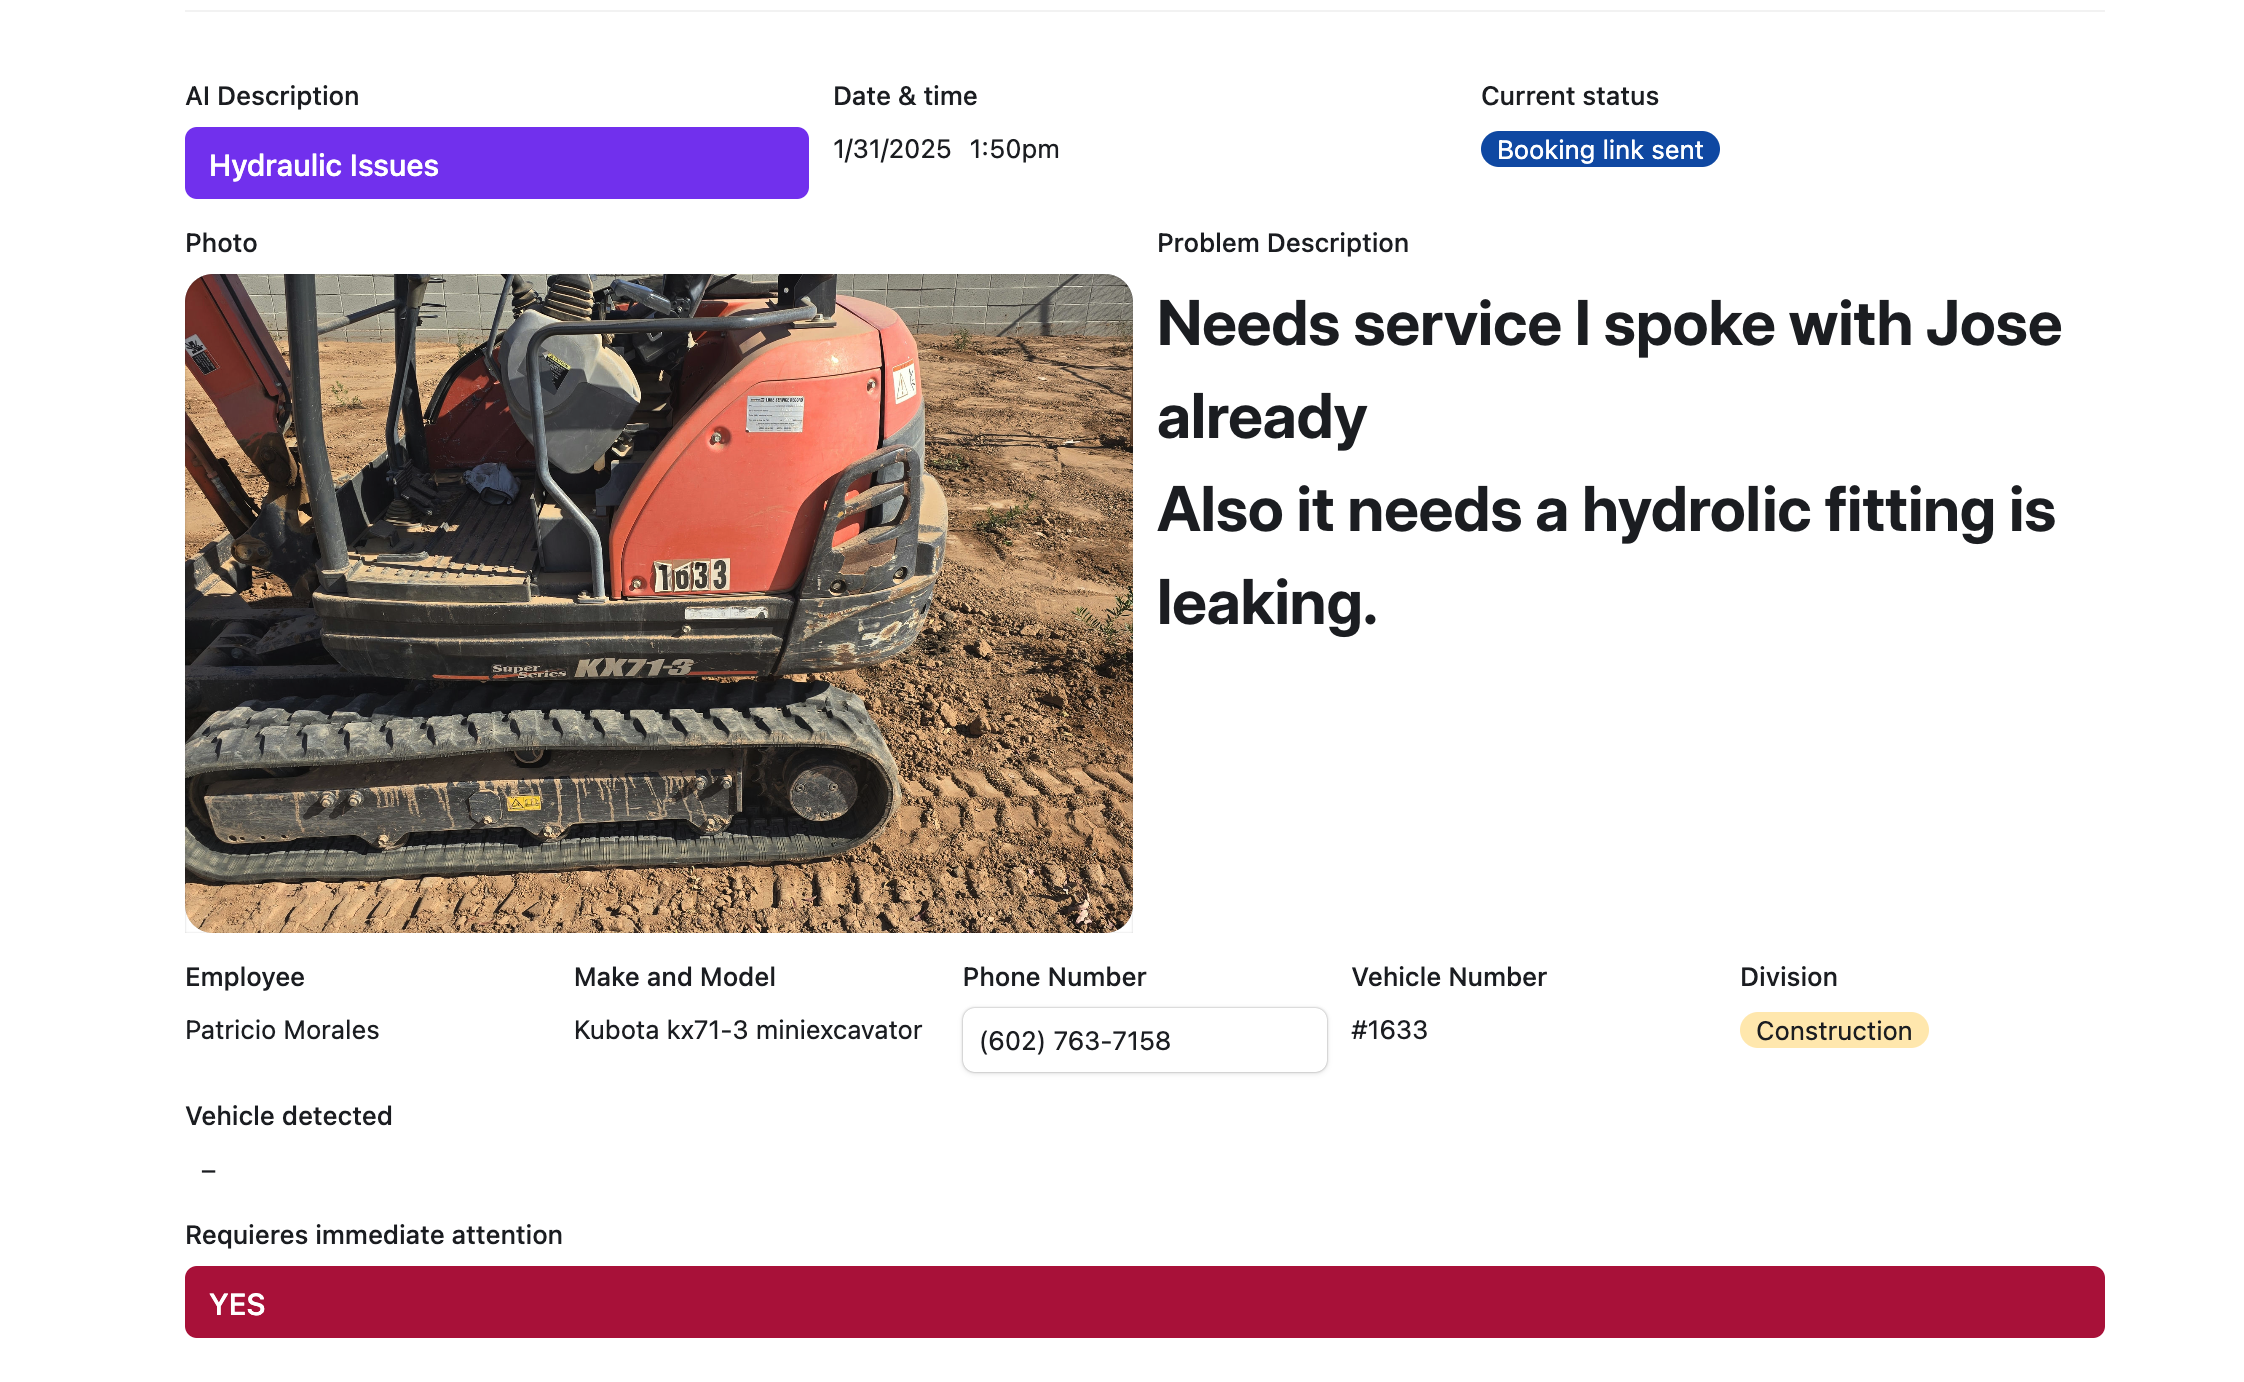 AI Description
Date & time
Current status
Hydraulic Issues
1/31/2025 1:50pm
Booking link sent
Photo
Problem Description
Needs service I spoke with Jose
already
Also it needs a hydrolic fitting is
leaking.
1633
Super
Series KX71-3
Employee
Make and Model
Phone Number
Vehicle Number
Division
Patricio Morales
Kubota kx71-3 miniexcavator
(602) 763-7158
#1633
Construction
Vehicle detected
–
Requieres immediate attention
YES